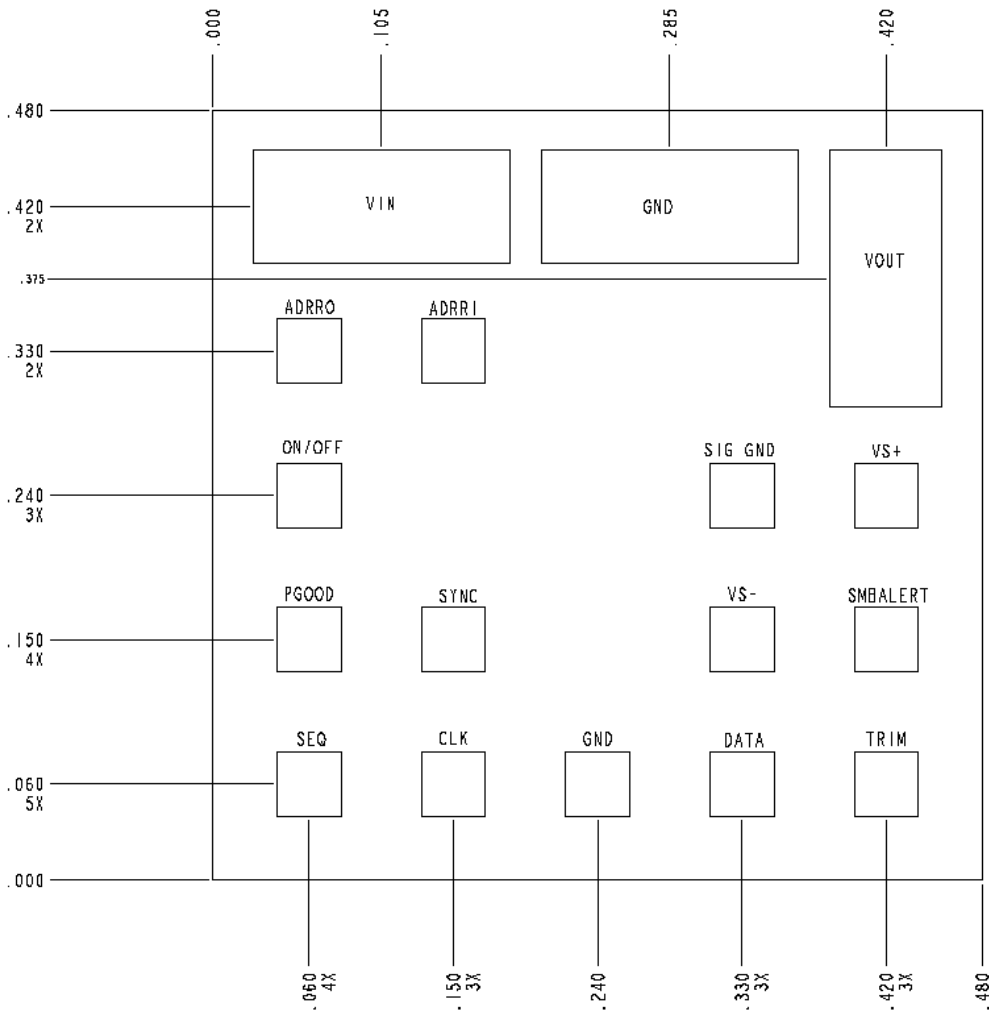 .000
.105
.285
.420
.480
VIN
GND
.420
2X
VOUT
.375
ADRR0
ADRR1
.330
2X
ON/OFF
SIG GND
VS+
.240
3X
PGOOD
SYNC
VS-
SMBALERT
.150
4X
SEQ
CLK
GND
DATA
TRIM
.060
5X
.000
.060
4X
.150
3X
.240
.330
3X
.420
3X
.480